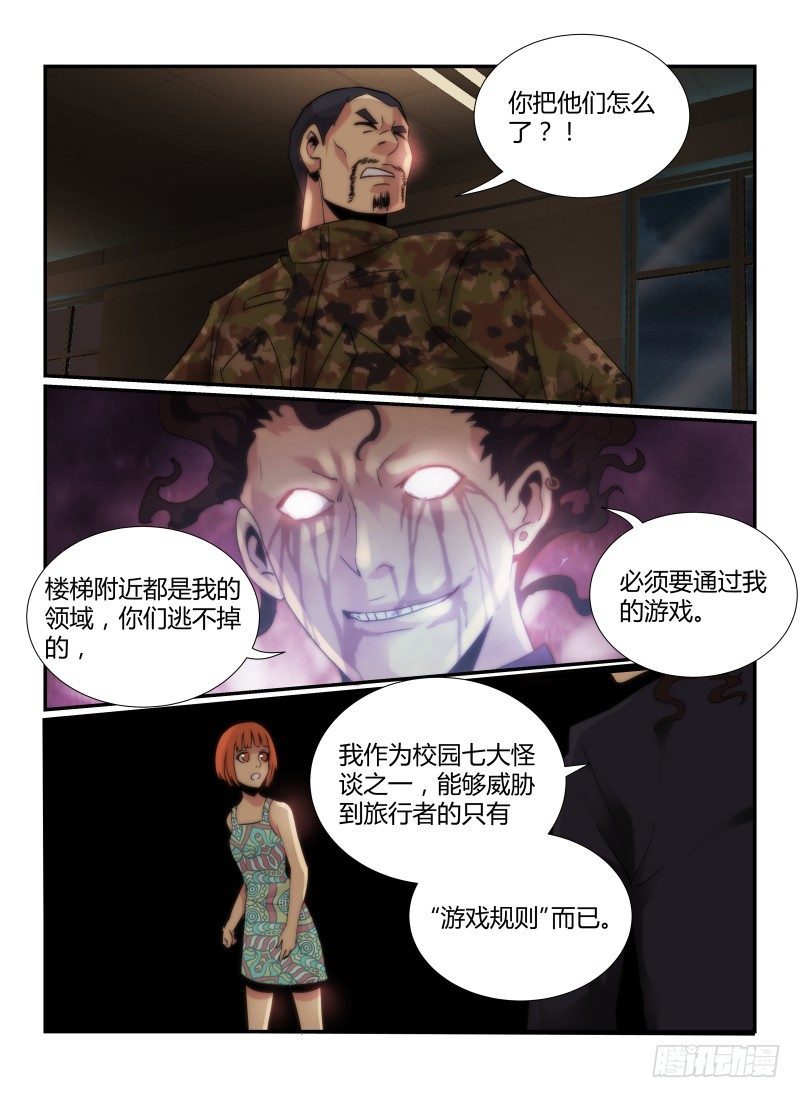 你把他们怎么
了？！
楼梯附近都是我的
领域，你们逃不掉
的，
必须要通过我
的游戏。
我作为校园七大怪
谈之一，能够威胁
到旅行者的只有
“游戏规则”而已。
腾讯动漫